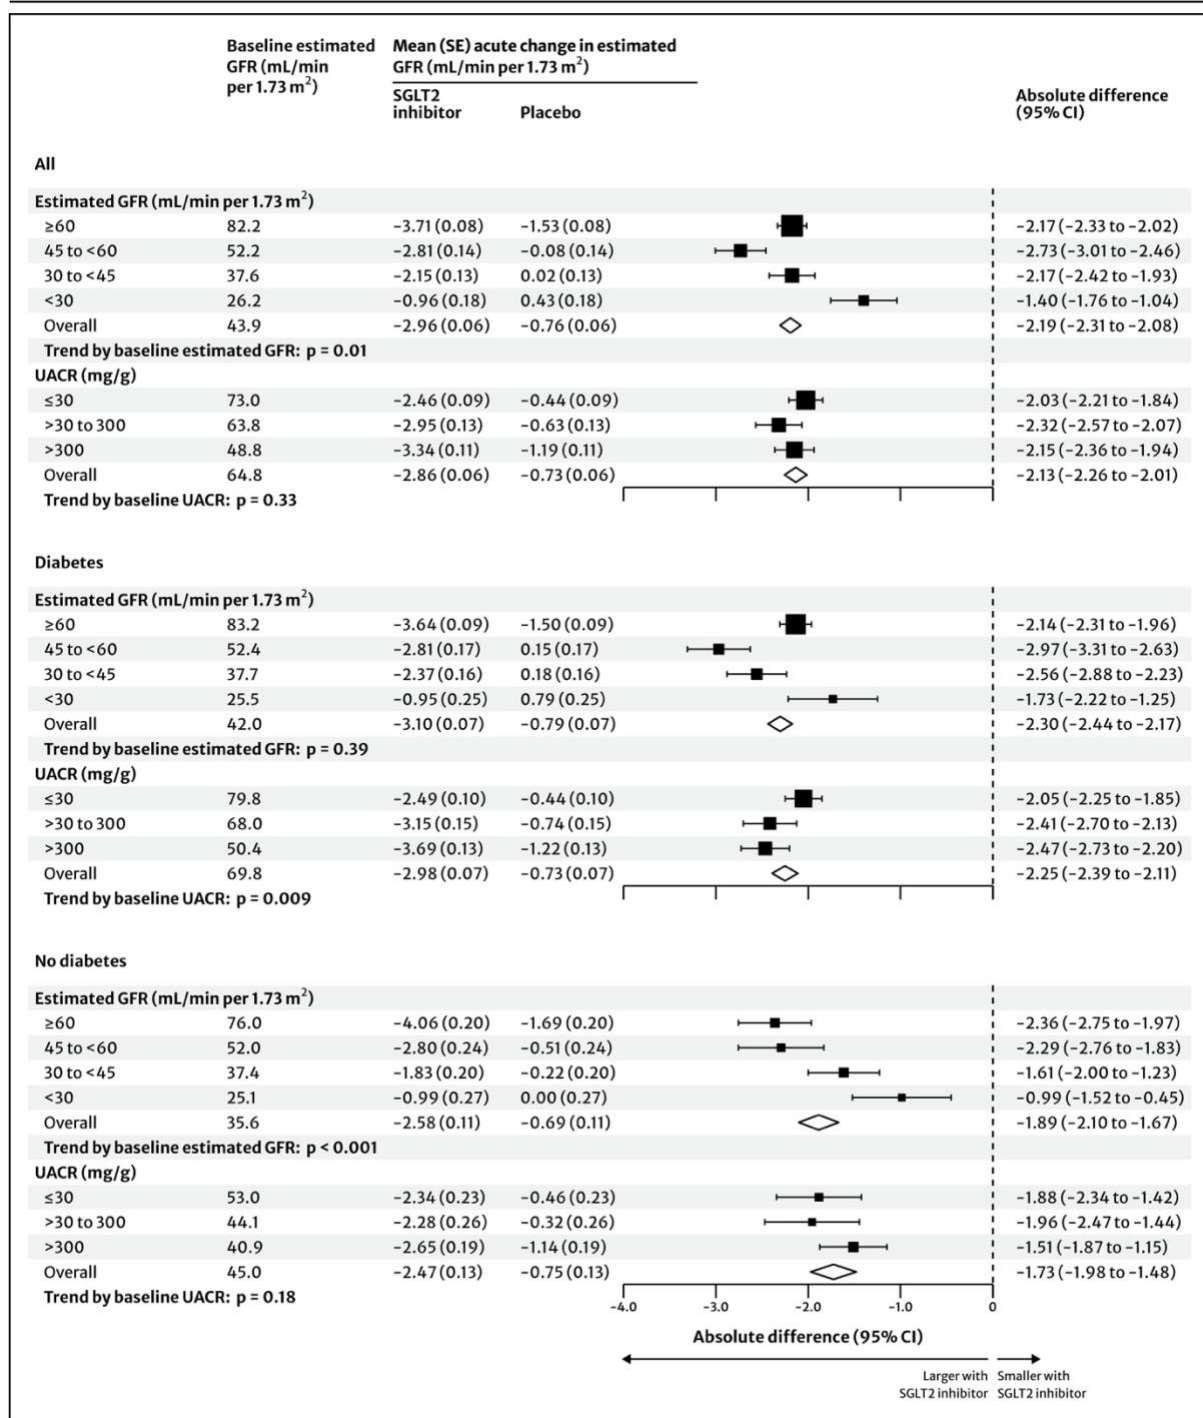 Baseline estimated GFR (mL/min per 1.73 m²) Mean (SE) acute change in estimated GFR (mL/min per 1.73 m²)
SGLT2 inhibitor Placebo Absolute difference (95% CI)
All
Estimated GFR (mL/min per 1.73 m²)
≥60 82.2 -3.71 (0.08) -1.53 (0.08) -2.17 (-2.33 to -2.02)
45 to <60 52.2 -2.81 (0.14) -0.08 (0.14) -2.73 (-3.01 to -2.46)
30 to <45 37.6 -2.15 (0.13) 0.02 (0.13) -2.17 (-2.42 to -1.93)
<30 26.2 -0.96 (0.18) 0.43 (0.18) -1.40 (-1.76 to -1.04)
Overall 43.9 -2.96 (0.06) -0.76 (0.06) -2.19 (-2.31 to -2.08)
Trend by baseline estimated GFR: p = 0.01
UACR (mg/g)
≤30 73.0 -2.46 (0.09) -0.44 (0.09) -2.03 (-2.21 to -1.84)
>30 to 300 63.8 -2.95 (0.13) -0.63 (0.13) -2.32 (-2.57 to -2.07)
>300 48.8 -3.34 (0.11) -1.19 (0.11) -2.15 (-2.36 to -1.94)
Overall 64.8 -2.86 (0.06) -0.73 (0.06) -2.13 (-2.26 to -2.01)
Trend by baseline UACR: p = 0.33
Diabetes
Estimated GFR (mL/min per 1.73 m²)
≥60 83.2 -3.64 (0.09) -1.50 (0.09) -2.14 (-2.31 to -1.96)
45 to <60 52.4 -2.81 (0.17) 0.15 (0.17) -2.97 (-3.31 to -2.63)
30 to <45 37.7 -2.37 (0.16) 0.18 (0.16) -2.56 (-2.88 to -2.23)
<30 25.5 -0.95 (0.25) 0.79 (0.25) -1.73 (-2.22 to -1.25)
Overall 42.0 -3.10 (0.07) -0.79 (0.07) -2.30 (-2.44 to -2.17)
Trend by baseline estimated GFR: p = 0.39
UACR (mg/g)
≤30 79.8 -2.49 (0.10) -0.44 (0.10) -2.05 (-2.25 to -1.85)
>30 to 300 68.0 -3.15 (0.15) -0.74 (0.15) -2.41 (-2.70 to -2.13)
>300 50.4 -3.69 (0.13) -1.22 (0.13) -2.47 (-2.73 to -2.20)
Overall 69.8 -2.98 (0.07) -0.73 (0.07) -2.25 (-2.39 to -2.11)
Trend by baseline UACR: p = 0.009
No diabetes
Estimated GFR (mL/min per 1.73 m²)
≥60 76.0 -4.06 (0.20) -1.69 (0.20) -2.36 (-2.75 to -1.97)
45 to <60 52.0 -2.80 (0.24) -0.51 (0.24) -2.29 (-2.76 to -1.83)
30 to <45 37.4 -1.83 (0.20) -0.22 (0.20) -1.61 (-2.00 to -1.23)
<30 25.1 -0.99 (0.27) 0.00 (0.27) -0.99 (-1.52 to -0.45)
Overall 35.6 -2.58 (0.11) -0.69 (0.11) -1.89 (-2.10 to -1.67)
Trend by baseline estimated GFR: p < 0.001
UACR (mg/g)
≤30 53.0 -2.34 (0.23) -0.46 (0.23) -1.88 (-2.34 to -1.42)
>30 to 300 44.1 -2.28 (0.26) -0.32 (0.26) -1.96 (-2.47 to -1.44)
>300 40.9 -2.65 (0.19) -1.14 (0.19) -1.51 (-1.87 to -1.15)
Overall 45.0 -2.47 (0.13) -0.75 (0.13) -1.73 (-1.98 to -1.48)
Trend by baseline UACR: p = 0.18
-4.0 -3.0 -2.0 -1.0 0
Absolute difference (95% CI)
Larger with SGLT2 inhibitor Smaller with SGLT2 inhibitor